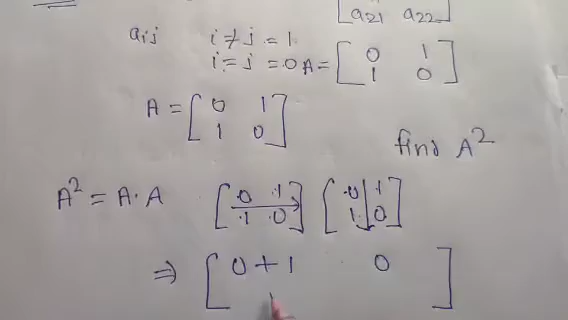 a21 a22
aij i≠j = 1
i=j = 0 A = [0 1
1 0]
A = [0 1
1 0]
find A²
A² = A·A [0 1
1 0] [0 1
1 0]
⇒ [0+1 0
]